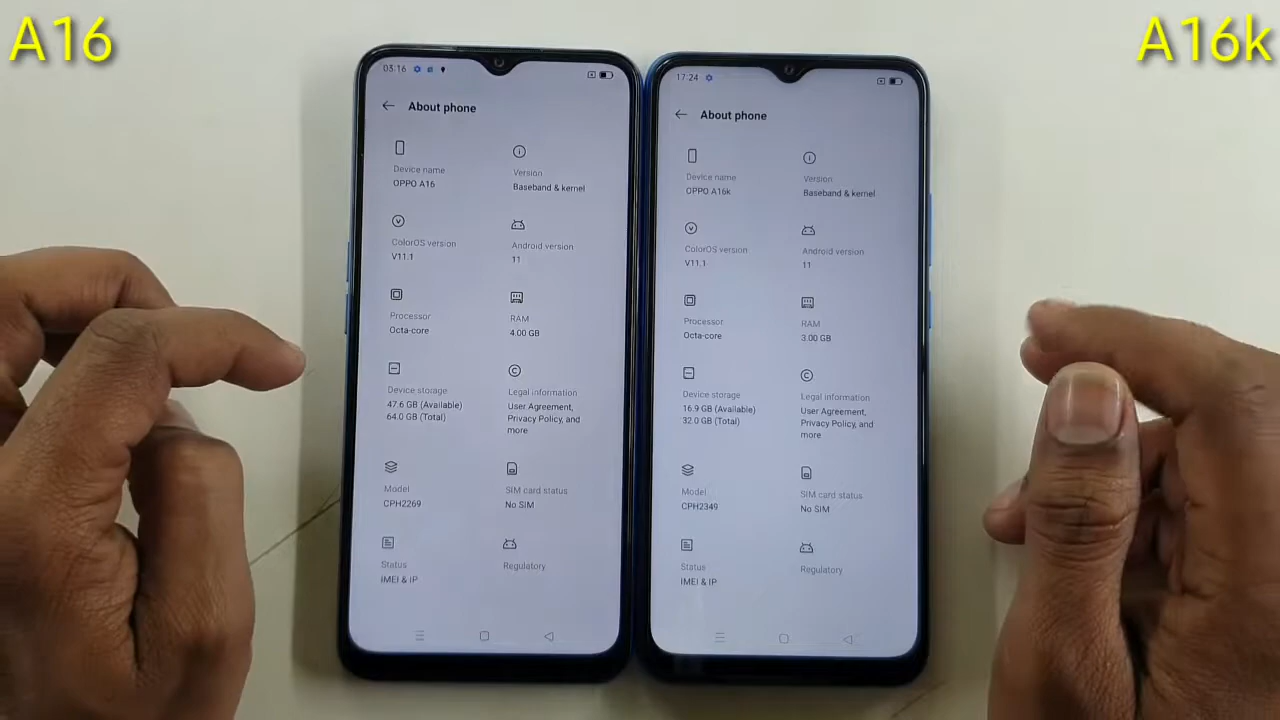 A16
A16k
03:16
About phone
Device name
OPPO A16
Version
Baseband & kernel
ColorOS version
V11.1
Android version
11
Processor
Octa-core
RAM
4.00 GB
Device storage
47.6 GB (Available)
64.0 GB (Total)
Legal information
User Agreement,
Privacy Policy, and
more
Model
CPH2269
SIM card status
No SIM
Status
IMEI & IP
Regulatory
17:24
About phone
Device name
OPPO A16k
Version
Baseband & kernel
ColorOS version
V11.1
Android version
11
Processor
Octa-core
RAM
3.00 GB
Device storage
16.9 GB (Available)
32.0 GB (Total)
Legal information
User Agreement,
Privacy Policy, and
more
Model
CPH2349
SIM card status
No SIM
Status
IMEI & IP
Regulatory